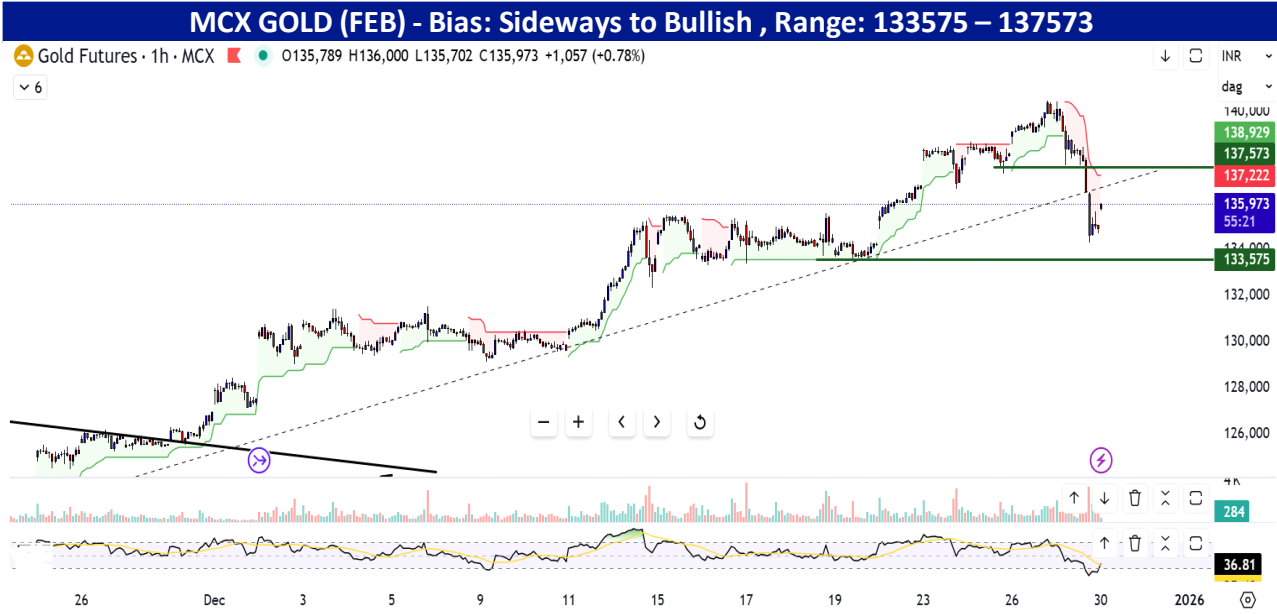 MCX GOLD (FEB) - Bias: Sideways to Bullish , Range: 133575 – 137573
Gold Futures · 1h · MCX O135,789 H136,000 L135,702 C135,973 +1,057 (+0.78%)
INR
6
dag
140,000
138,929
137,573
137,222
135,973
55:21
134,000
133,575
132,000
130,000
128,000
126,000
4K
284
36.81
26 Dec 3 5 9 11 15 17 19 23 26 30 2026